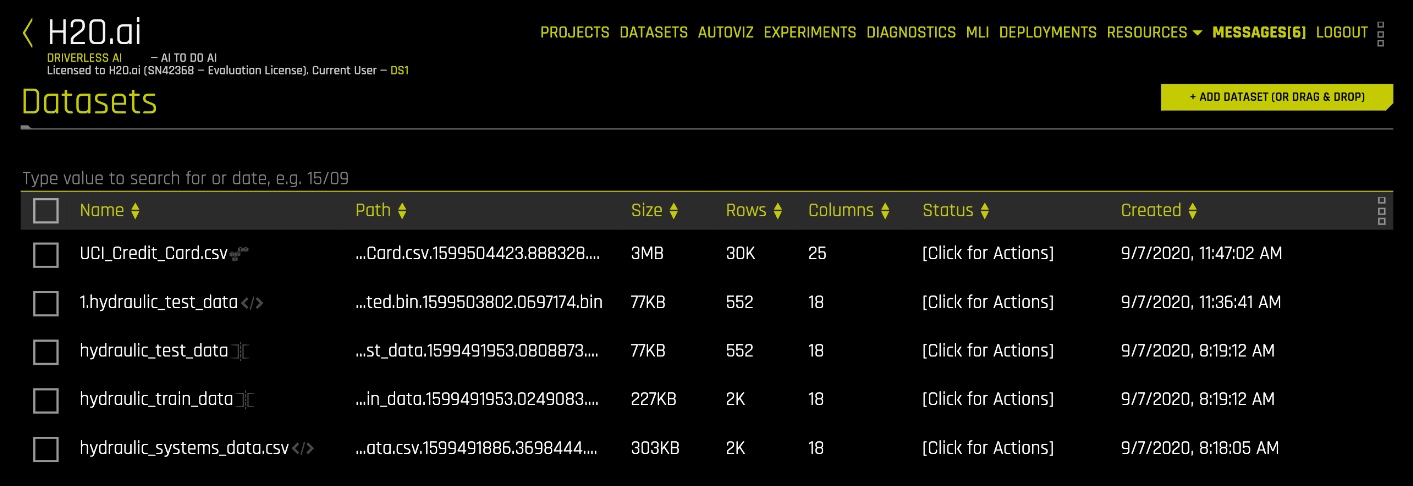 H2O.ai
PROJECTS DATASETS AUTOVIZ EXPERIMENTS DIAGNOSTICS MLI DEPLOYMENTS RESOURCES MESSAGES[6] LOGOUT
DRIVERLESS AI — AI TO DO AI
Licensed to H2O.ai (SN42368 — Evaluation License). Current User — DS1
Datasets
+ ADD DATASET (OR DRAG & DROP)
Type value to search for or date, e.g. 15/09
Name Path Size Rows Columns Status Created
UCI_Credit_Card.csv ...Card.csv.1599504423.888328.... 3MB 30K 25 [Click for Actions] 9/7/2020, 11:47:02 AM
1.hydraulic_test_data </> ...ted.bin.1599503802.0697174.bin 77KB 552 18 [Click for Actions] 9/7/2020, 11:36:41 AM
hydraulic_test_data ...st_data.1599491953.0808873.... 77KB 552 18 [Click for Actions] 9/7/2020, 8:19:12 AM
hydraulic_train_data ...in_data.1599491953.0249083.... 227KB 2K 18 [Click for Actions] 9/7/2020, 8:19:12 AM
hydraulic_systems_data.csv </> ...ata.csv.1599491886.3698444.... 303KB 2K 18 [Click for Actions] 9/7/2020, 8:18:05 AM